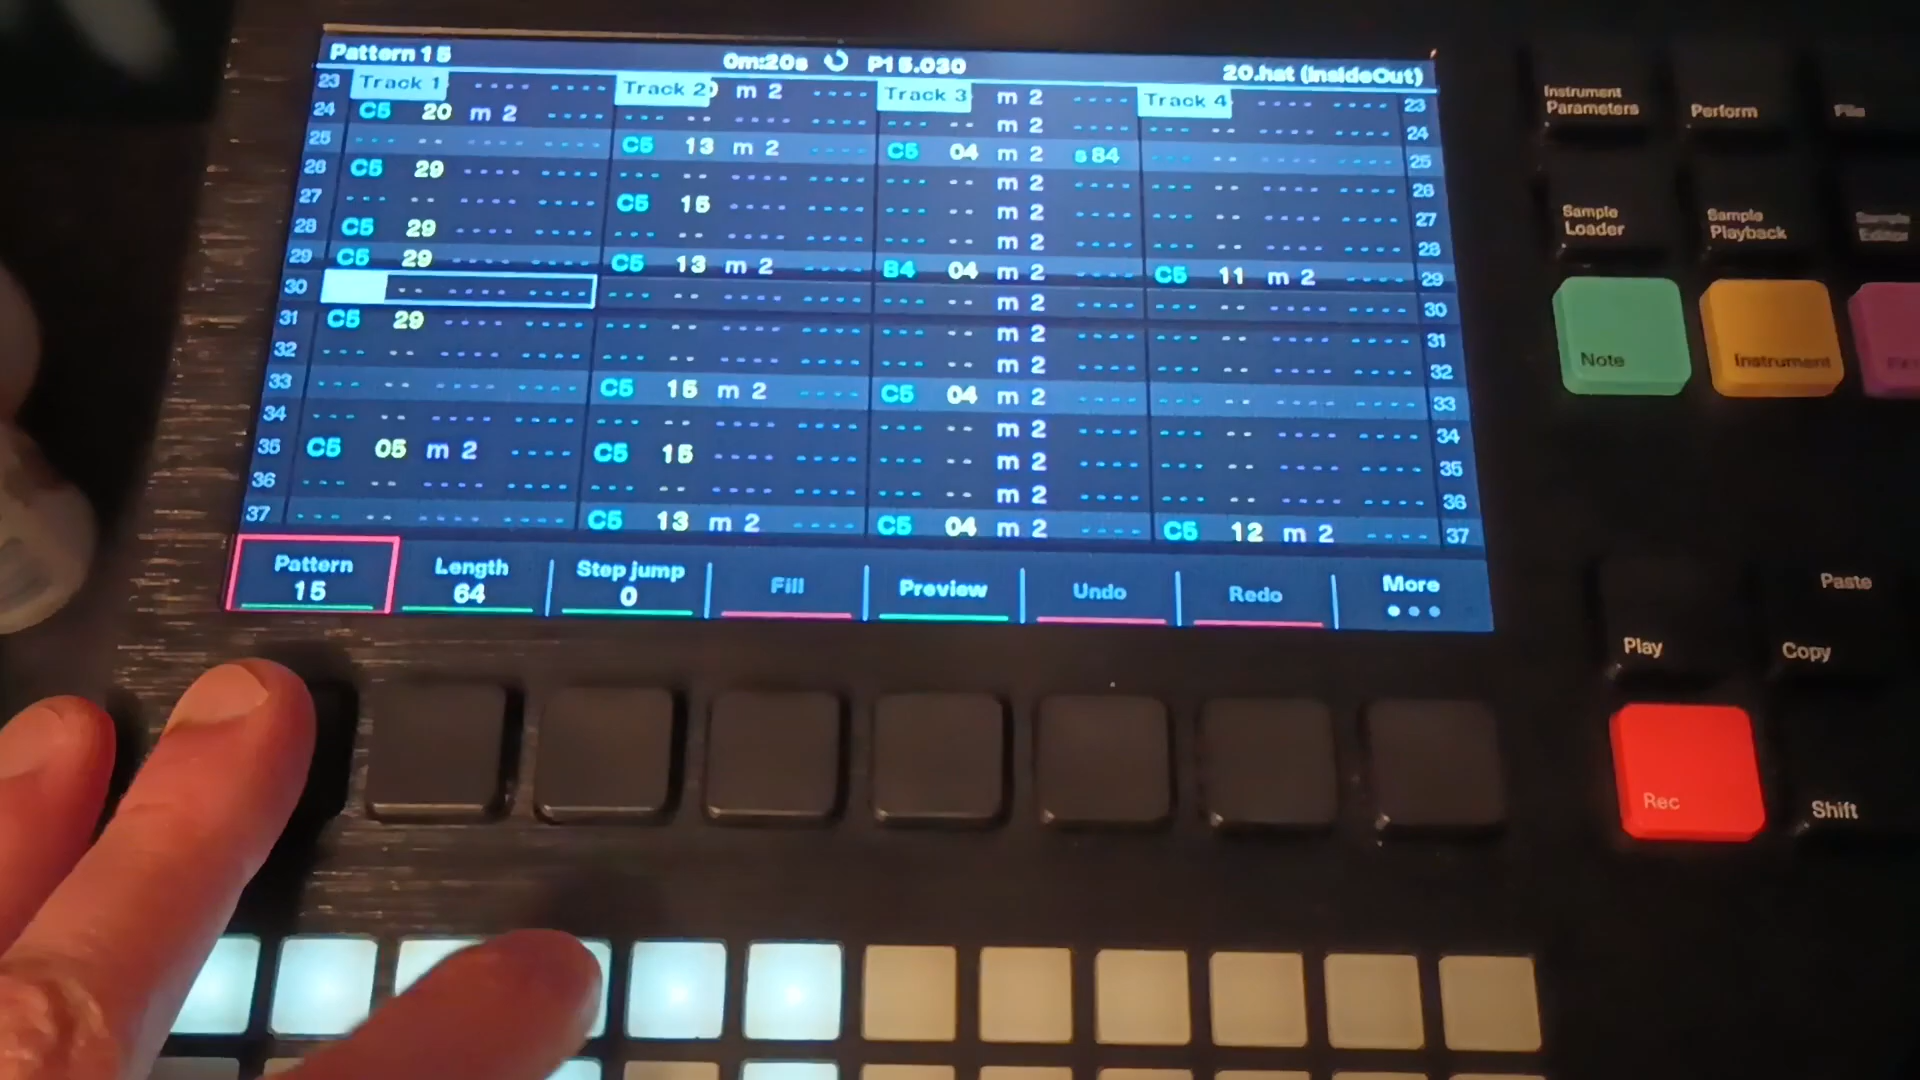 Pattern 15 0m:20s P15.030 20.hat (InsideOut)
23 Track 1 Track 2 m 2 Track 3 m 2 Track 4 23
24 C5 20 m 2 m 2 24
25 C5 13 m 2 C5 04 m 2 s84 25
26 C5 29 m 2 26
27 C5 15 m 2 27
28 C5 29 m 2 28
29 C5 29 C5 13 m 2 B4 04 m 2 C5 11 m 2 29
30 m 2 30
31 C5 29 m 2 31
32 m 2 32
33 C5 15 m 2 C5 04 m 2 33
34 m 2 34
35 C5 05 m 2 C5 15 m 2 35
36 m 2 36
37 C5 13 m 2 C5 04 m 2 C5 12 m 2 37
Pattern Length Step jump Fill Preview Undo Redo More
15 64 0
Instrument
Parameters
Perform
File
Sample
Loader
Sample
Playback
Sample
Editor
Note
Instrument
Paste
Play
Copy
Rec
Shift